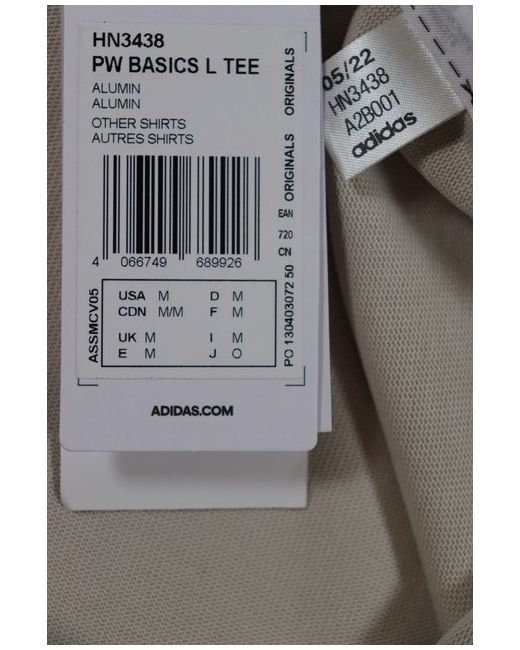 HN3438
PW BASICS L TEE
ALUMIN
ALUMIN
OTHER SHIRTS
AUTRES SHIRTS
ORIGINALS ORIGINALS
EAN
720
CN
4 066749 689926
ASSMCV05
USA M D M
CDN M/M F M
UK M I M
E M J O
PO 130403072 50
ADIDAS.COM
05/22
HN3438
A2B001
adidas